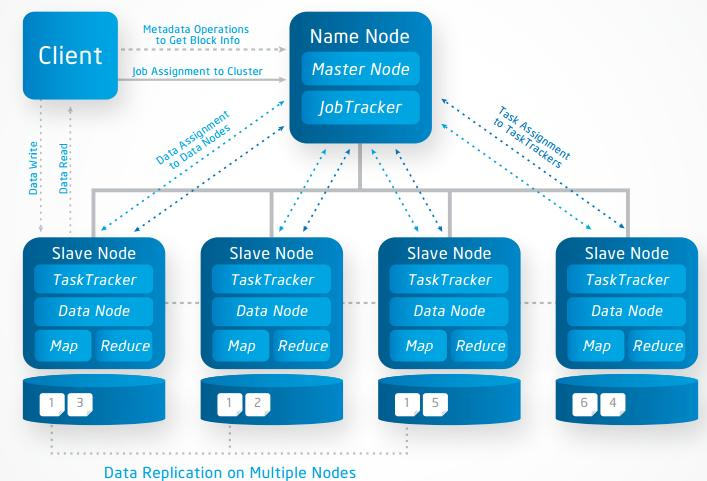 Client
Metadata Operations
to Get Block Info
Job Assignment to Cluster
Name Node
Master Node
JobTracker
Data Write
Data Read
Data Assignment
to Data Nodes
Task Assignment
to TaskTrackers
Slave Node
TaskTracker
Data Node
Map
Reduce
1
3
Slave Node
TaskTracker
Data Node
Map
Reduce
1
2
Slave Node
TaskTracker
Data Node
Map
Reduce
1
5
Slave Node
TaskTracker
Data Node
Map
Reduce
6
4
Data Replication on Multiple Nodes